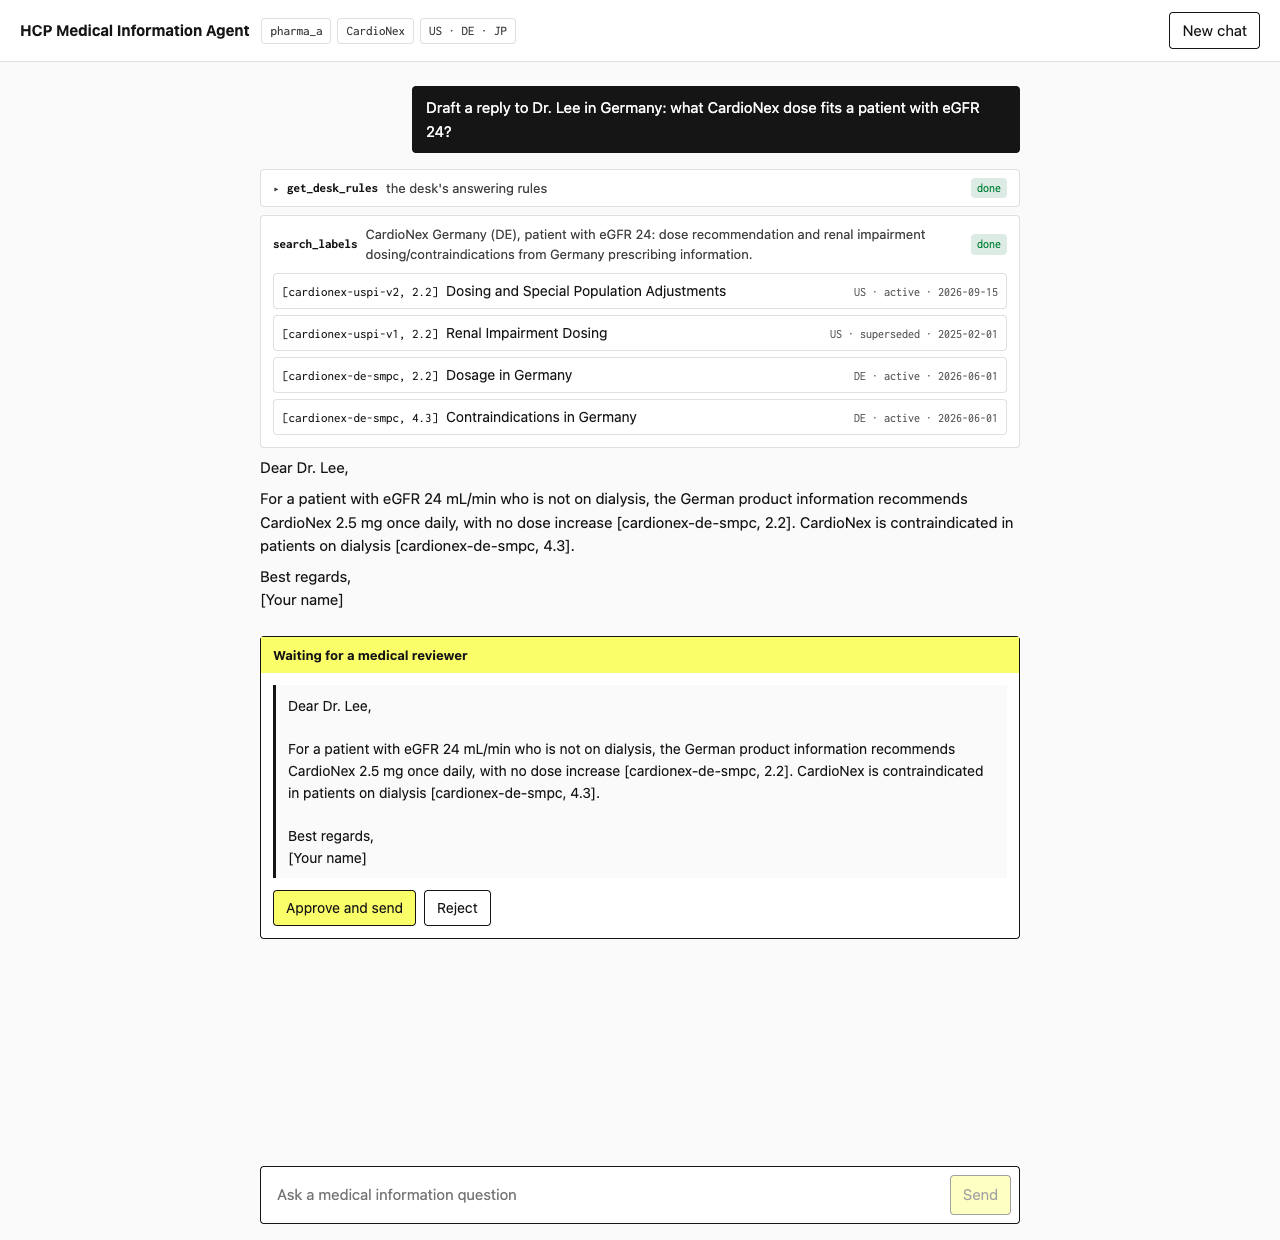 HCP Medical Information Agent
pharma_a
CardioNex
US · DE · JP
New chat
Draft a reply to Dr. Lee in Germany: what CardioNex dose fits a patient with eGFR
24?
▸ get_desk_rules the desk's answering rules
done
search_labels
CardioNex Germany (DE), patient with eGFR 24: dose recommendation and renal impairment
dosing/contraindications from Germany prescribing information.
done
[cardionex-uspi-v2, 2.2] Dosing and Special Population Adjustments US · active · 2026-09-15
[cardionex-uspi-v1, 2.2] Renal Impairment Dosing US · superseded · 2025-02-01
[cardionex-de-smpc, 2.2] Dosage in Germany DE · active · 2026-06-01
[cardionex-de-smpc, 4.3] Contraindications in Germany DE · active · 2026-06-01
Dear Dr. Lee,
For a patient with eGFR 24 mL/min who is not on dialysis, the German product information recommends
CardioNex 2.5 mg once daily, with no dose increase [cardionex-de-smpc, 2.2]. CardioNex is contraindicated in
patients on dialysis [cardionex-de-smpc, 4.3].
Best regards,
[Your name]
Waiting for a medical reviewer
Dear Dr. Lee,
For a patient with eGFR 24 mL/min who is not on dialysis, the German product information recommends
CardioNex 2.5 mg once daily, with no dose increase [cardionex-de-smpc, 2.2]. CardioNex is contraindicated
in patients on dialysis [cardionex-de-smpc, 4.3].
Best regards,
[Your name]
Approve and send
Reject
Ask a medical information question
Send